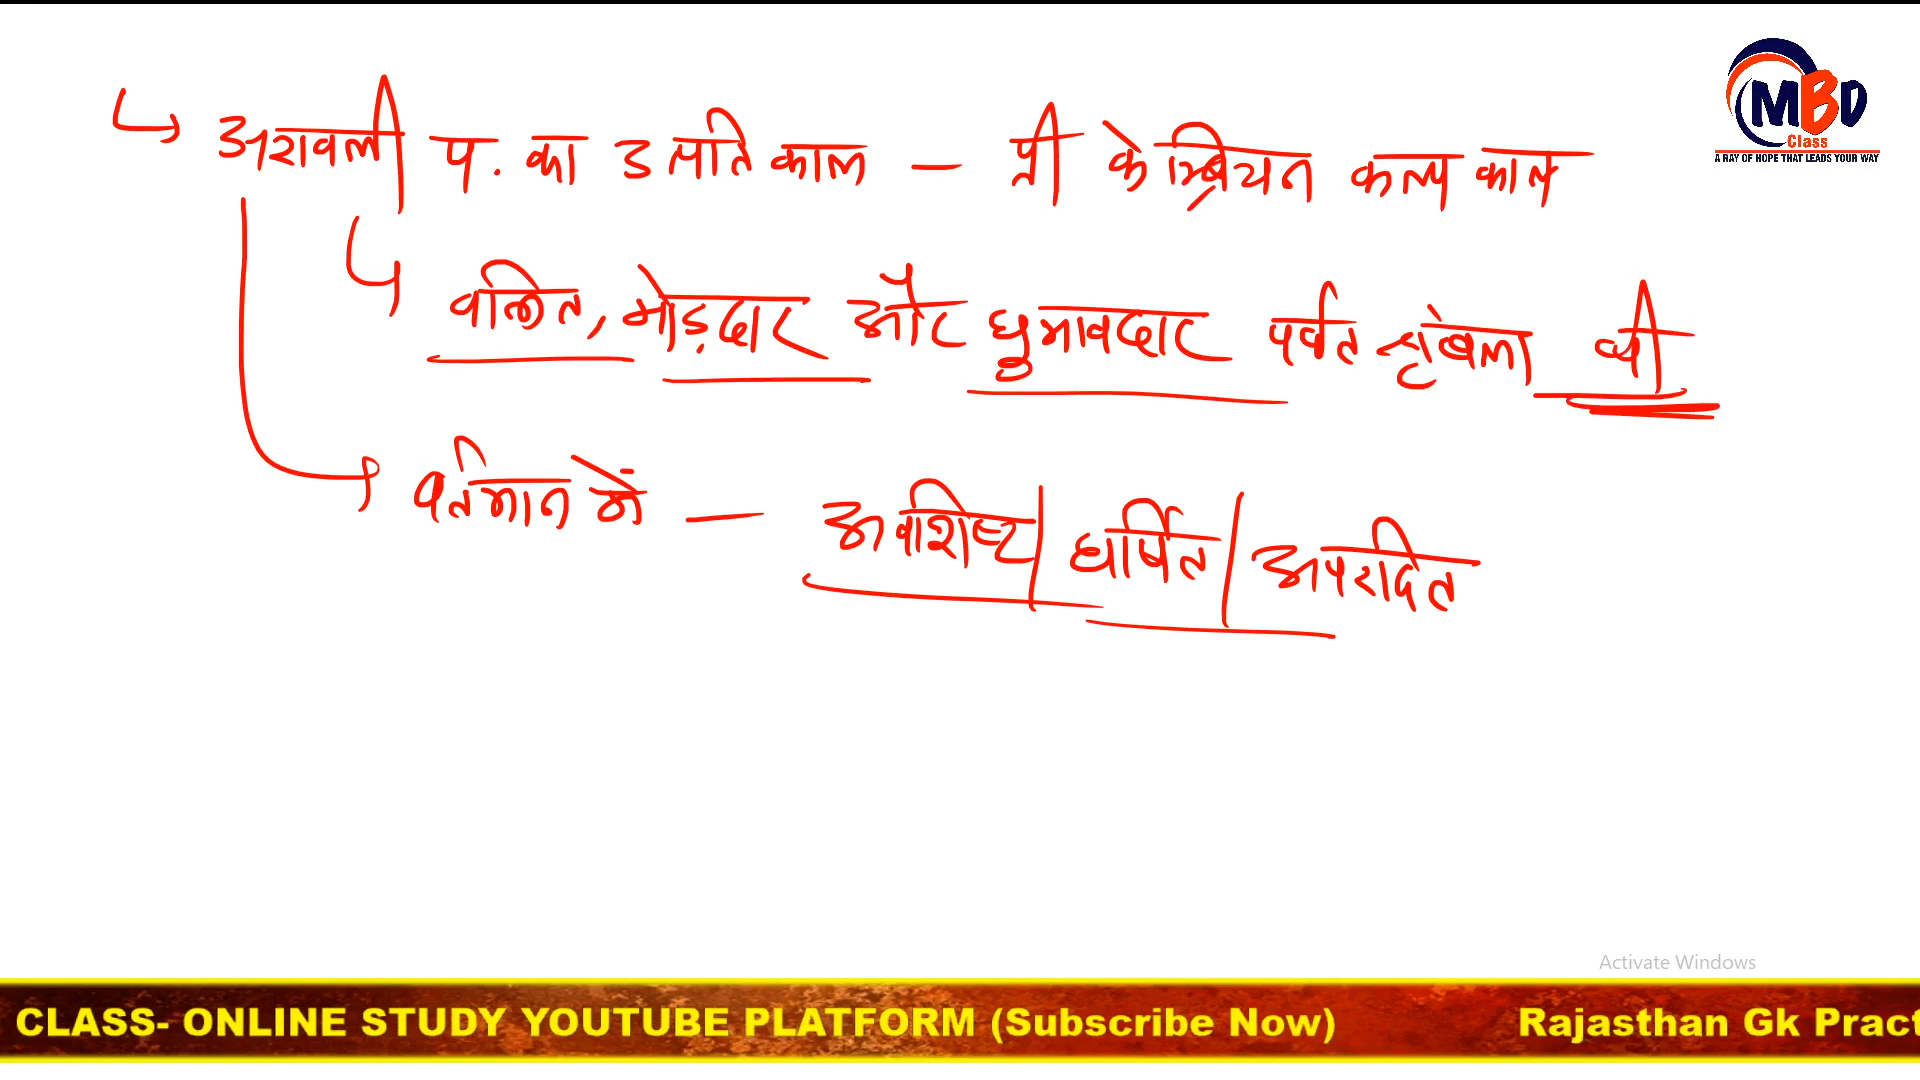 MBD
Class
A RAY OF HOPE THAT LEADS YOUR WAY
अरावली प. का उत्पति काल – प्री केम्ब्रियन कल्प काल
वलित, मोड़दार और घुमावदार पर्वत श्रृंखला थी
वर्तमान में – अवशिष्ट / घर्षित / अपरदित
Activate Windows
CLASS- ONLINE STUDY YOUTUBE PLATFORM (Subscribe Now) Rajasthan Gk Pract